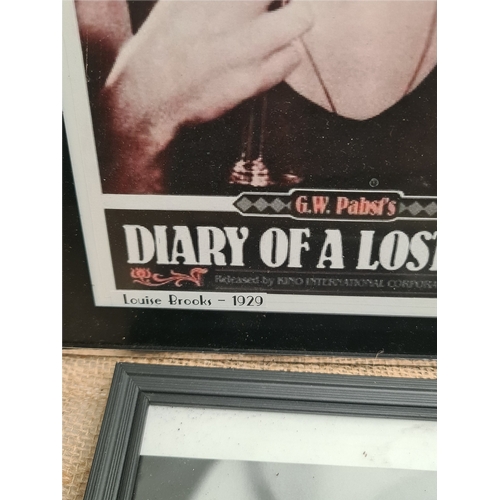 G.W. Pabst's
DIARY OF A LOST
Released by KINO INTERNATIONAL CORPORA
Louise Brooks – 1929